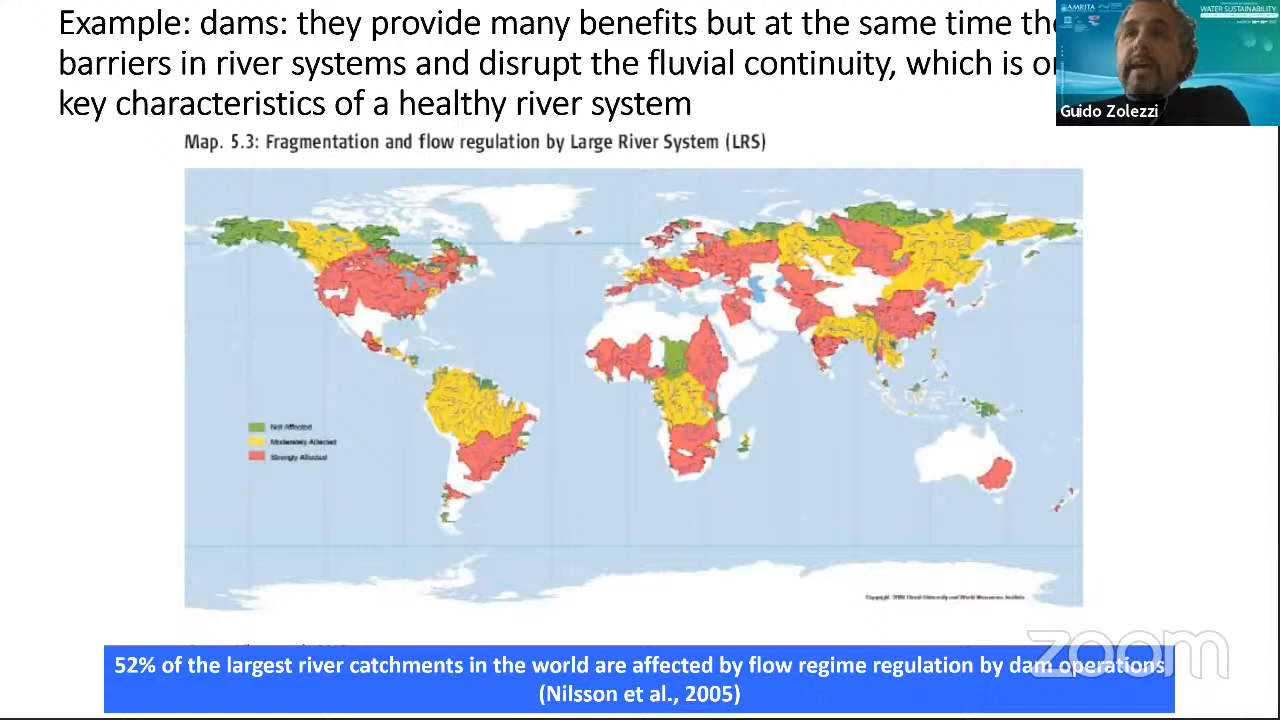 Example: dams: they provide many benefits but at the same time the
barriers in river systems and disrupt the fluvial continuity, which is
key characteristics of a healthy river system
AMRITA
WATER SUSTAINABILITY
Guido Zolezzi
Map. 5.3: Fragmentation and flow regulation by Large River System (LRS)
Not Affected
Moderately Affected
Strongly Affected
zoom
52% of the largest river catchments in the world are affected by flow regime regulation by dam operations
(Nilsson et al., 2005)